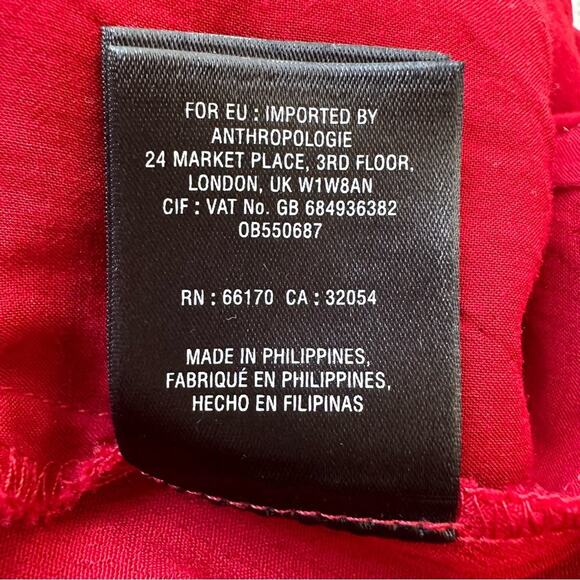 FOR EU : IMPORTED BY
ANTHROPOLOGIE
24 MARKET PLACE, 3RD FLOOR,
LONDON, UK W1W8AN
CIF : VAT No. GB 684936382
OB550687
RN : 66170 CA : 32054
MADE IN PHILIPPINES,
FABRIQUÉ EN PHILIPPINES,
HECHO EN FILIPINAS